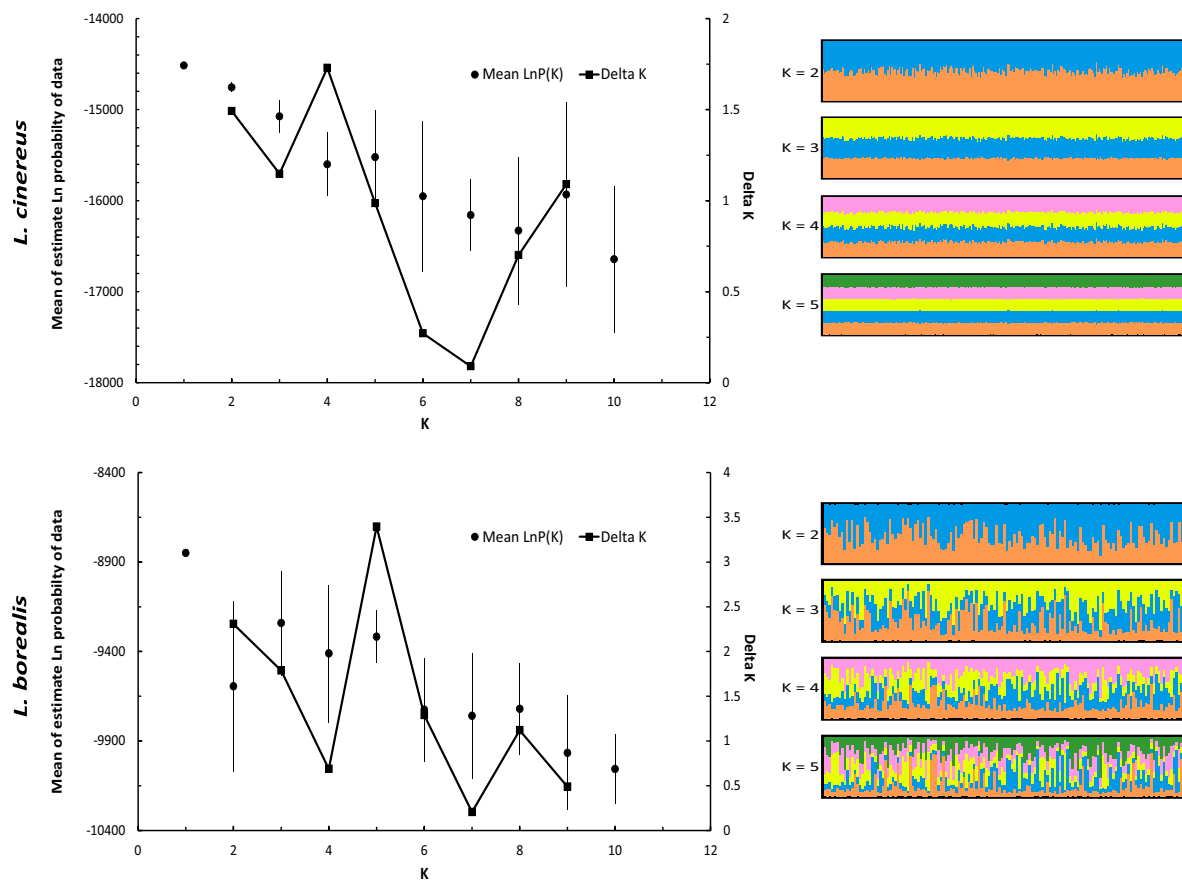 L. cinereus
Mean of estimate Ln probabilty of data
-14000
-15000
-16000
-17000
-18000
Mean LnP(K)
Delta K
2
1.5
1
0.5
0
Delta K
0
2
4
6
8
10
12
K
K = 2
K = 3
K = 4
K = 5
L. borealis
Mean of estimate Ln probabilty of data
-8400
-8900
-9400
-9900
-10400
Mean LnP(K)
Delta K
4
3.5
3
2.5
2
1.5
1
0.5
0
Delta K
0
2
4
6
8
10
12
K
K = 2
K = 3
K = 4
K = 5